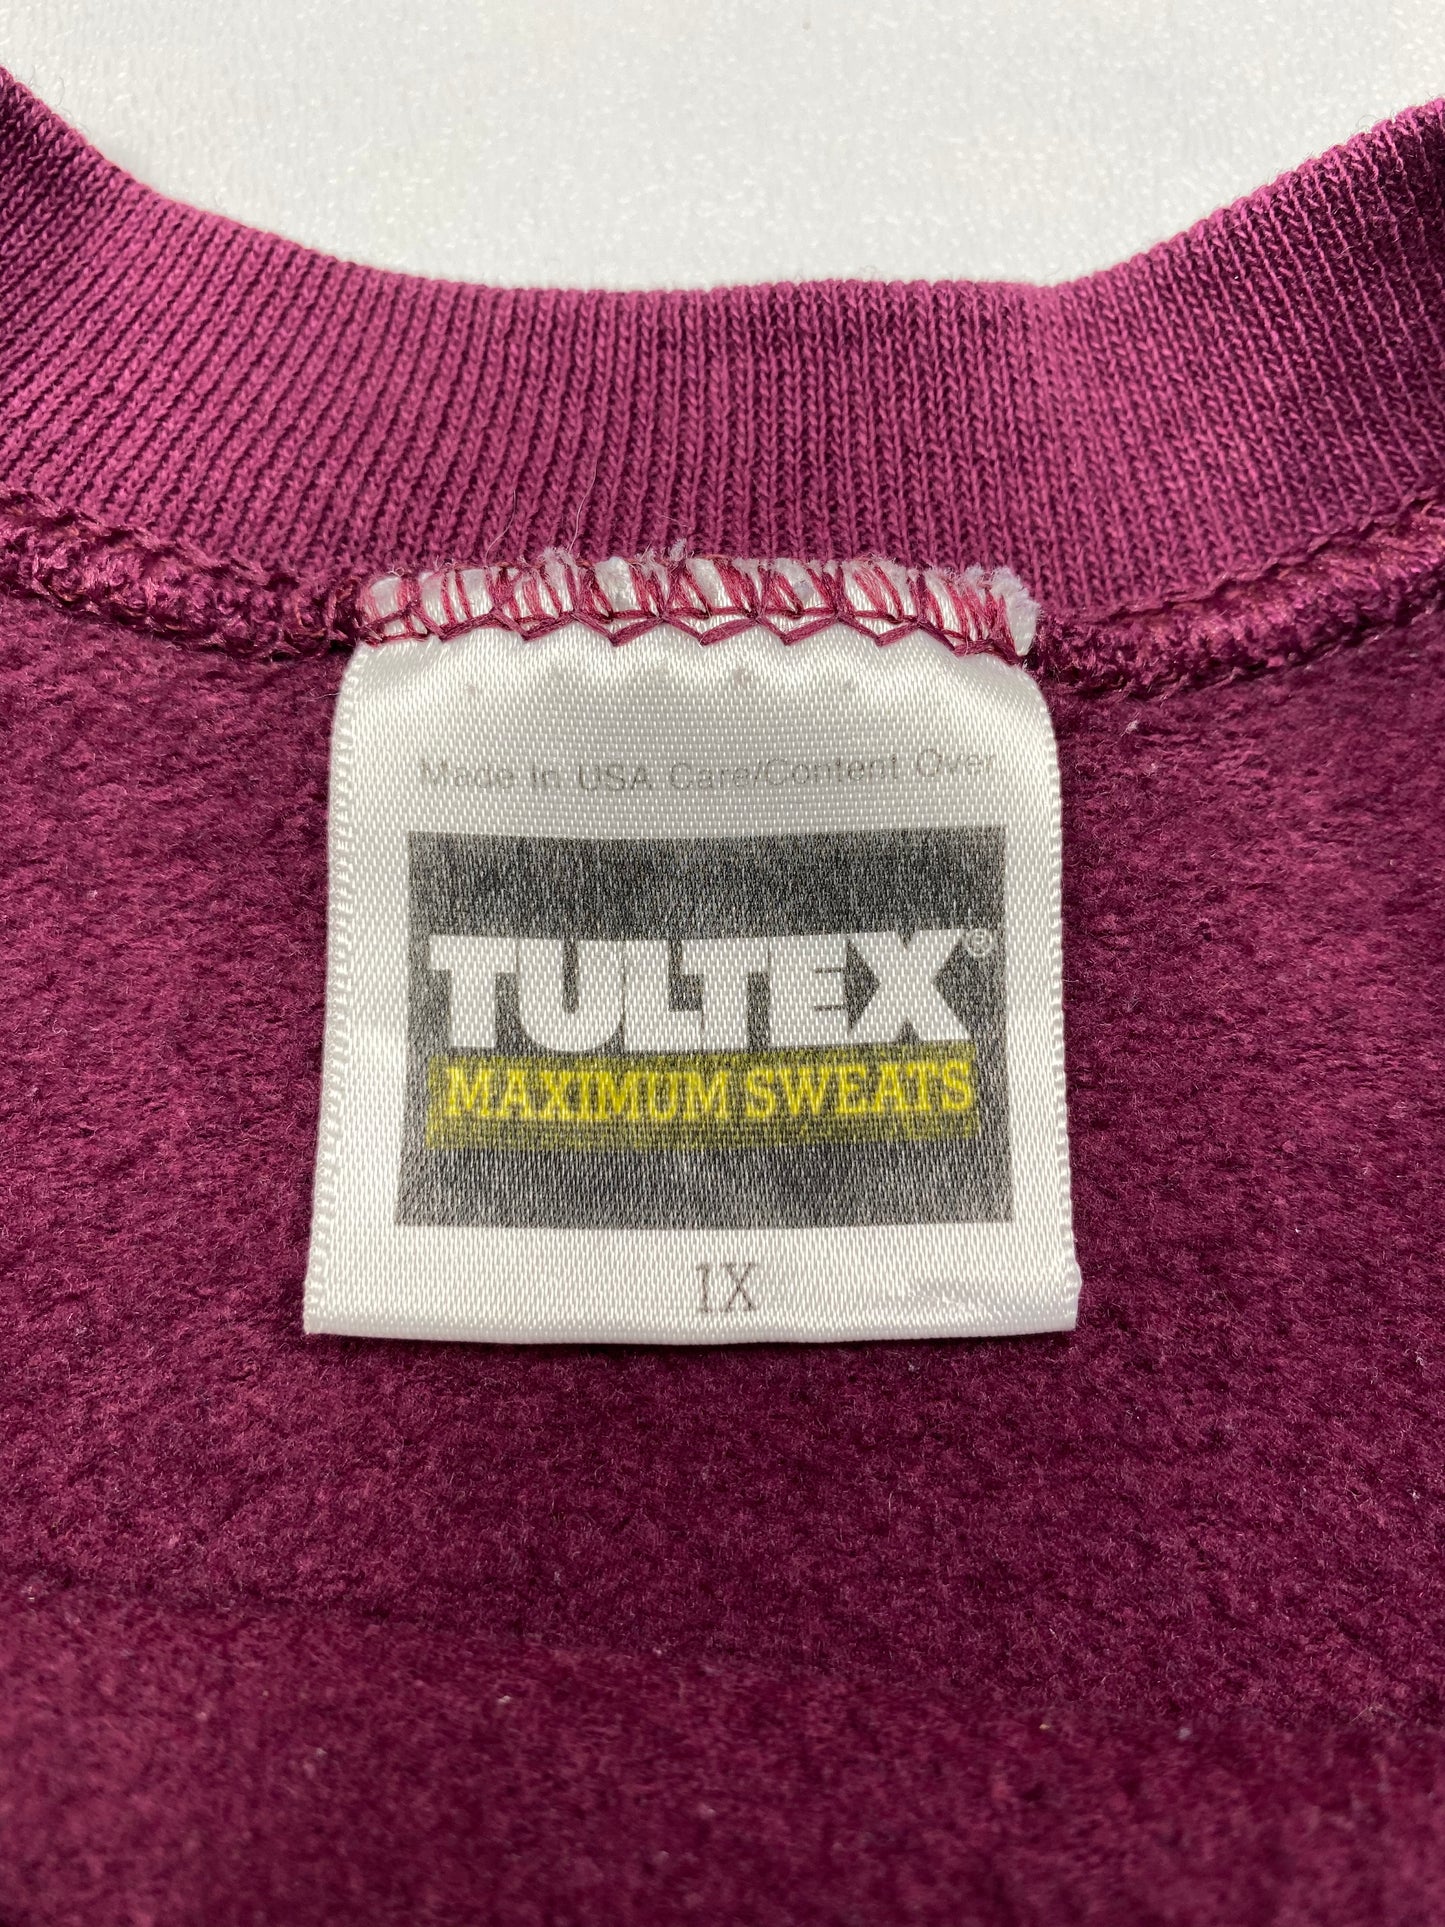 Made in USA Care/Content Over
TULTEX®
MAXIMUM SWEATS
1X